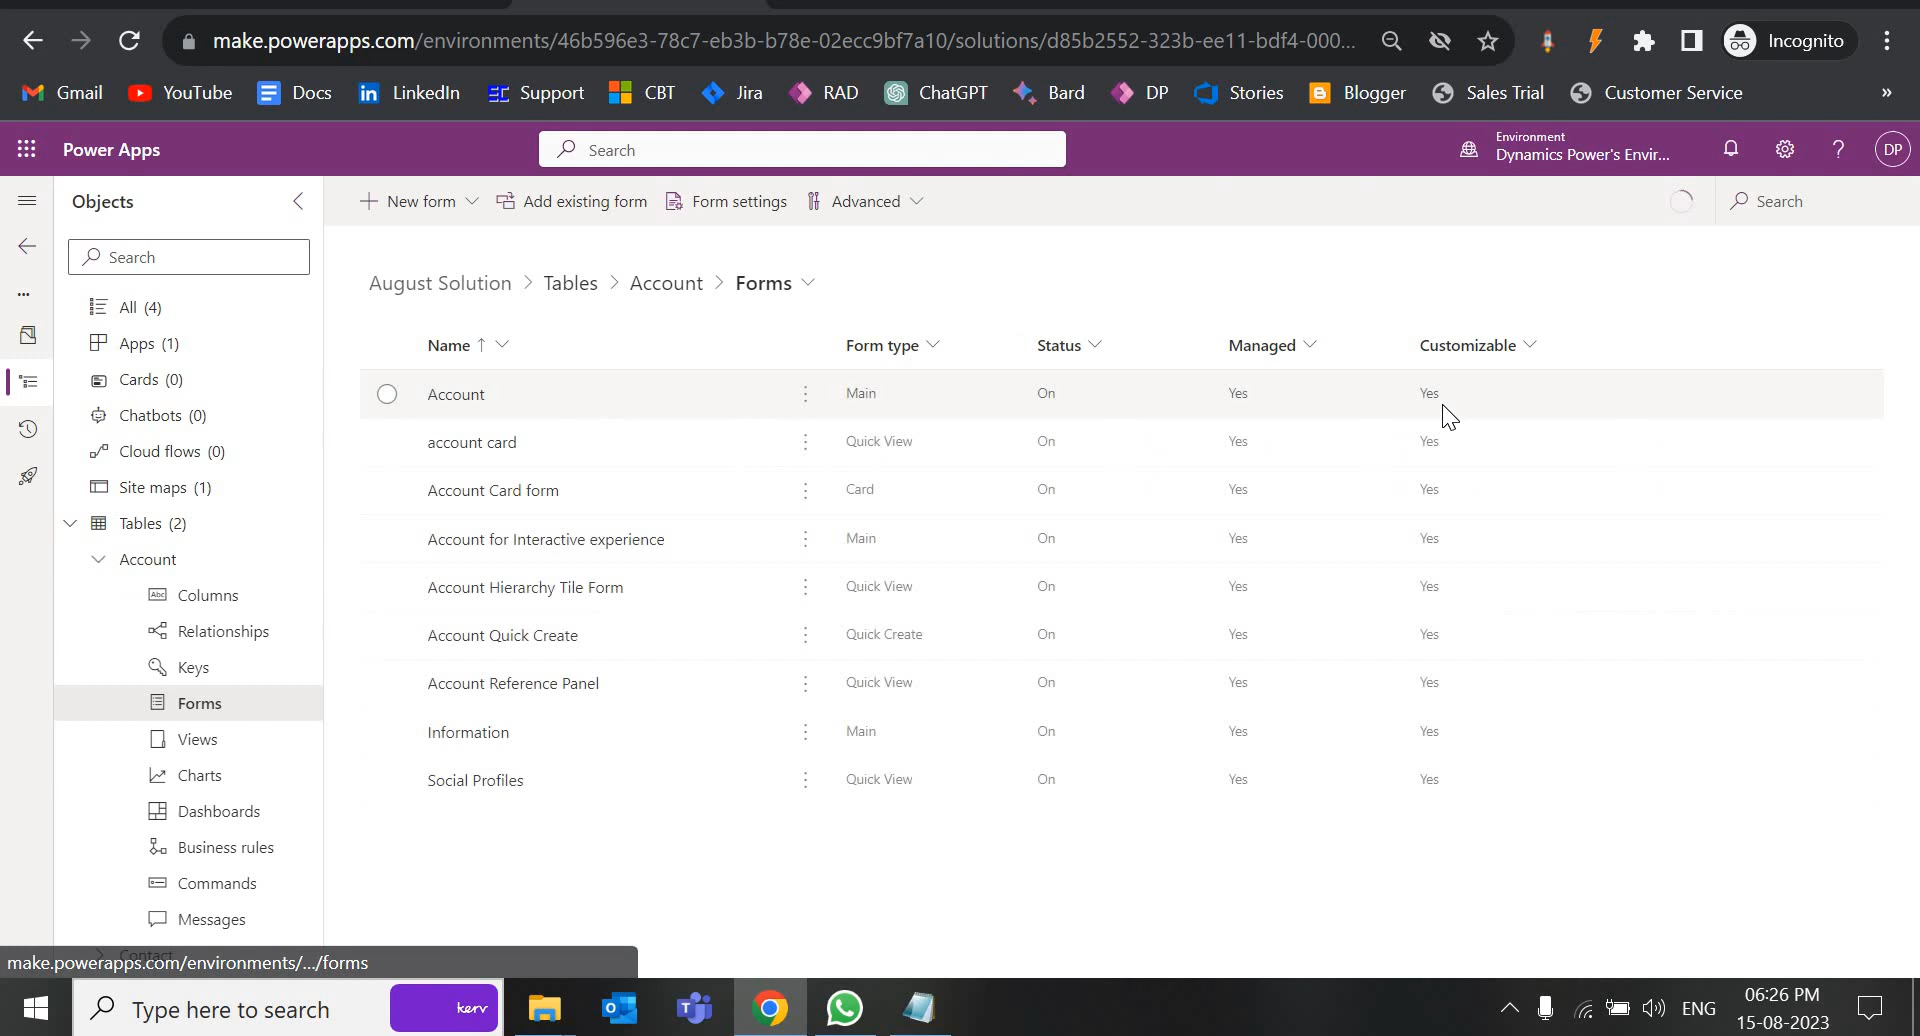 make.powerapps.com/environments/46b596e3-78c7-eb3b-b78e-02ecc9bf7a10/solutions/d85b2552-323b-ee11-bdf4-000...
Incognito
Gmail YouTube Docs LinkedIn Support CBT Jira RAD ChatGPT Bard DP Stories Blogger Sales Trial Customer Service »
Power Apps
Search
Environment
Dynamics Power's Envir...
DP
Objects
Search
All (4)
Apps (1)
Cards (0)
Chatbots (0)
Cloud flows (0)
Site maps (1)
Tables (2)
Account
Columns
Relationships
Keys
Forms
Views
Charts
Dashboards
Business rules
Commands
Messages
Contact
New form Add existing form Form settings Advanced Search
August Solution > Tables > Account > Forms
Name ↑ Form type Status Managed Customizable
Account Main On Yes Yes
account card Quick View On Yes Yes
Account Card form Card On Yes Yes
Account for Interactive experience Main On Yes Yes
Account Hierarchy Tile Form Quick View On Yes Yes
Account Quick Create Quick Create On Yes Yes
Account Reference Panel Quick View On Yes Yes
Information Main On Yes Yes
Social Profiles Quick View On Yes Yes
make.powerapps.com/environments/.../forms
Type here to search
kerv
ENG
06:26 PM
15-08-2023